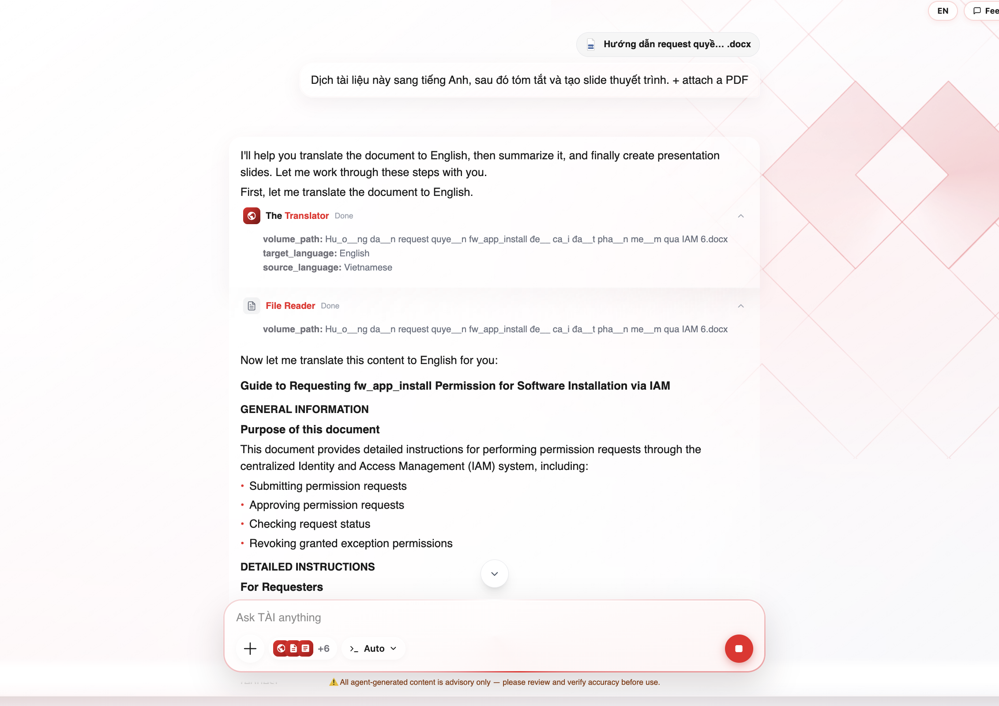 EN
Fee
Hướng dẫn request quyề... .docx
Dịch tài liệu này sang tiếng Anh, sau đó tóm tắt và tạo slide thuyết trình. + attach a PDF
I'll help you translate the document to English, then summarize it, and finally create presentation
slides. Let me work through these steps with you.
First, let me translate the document to English.
The Translator Done
volume_path: Hu_o__ng da__n request quye__n fw_app_install đe__ ca_i đa__t pha__n me__m qua IAM 6.docx
target_language: English
source_language: Vietnamese
File Reader Done
volume_path: Hu_o__ng da__n request quye__n fw_app_install đe__ ca_i đa__t pha__n me__m qua IAM 6.docx
Now let me translate this content to English for you:
Guide to Requesting fw_app_install Permission for Software Installation via IAM
GENERAL INFORMATION
Purpose of this document
This document provides detailed instructions for performing permission requests through the
centralized Identity and Access Management (IAM) system, including:
• Submitting permission requests
• Approving permission requests
• Checking request status
• Revoking granted exception permissions
DETAILED INSTRUCTIONS
For Requesters
Ask TÀI anything
+6
>_ Auto
⚠️ All agent-generated content is advisory only — please review and verify accuracy before use.